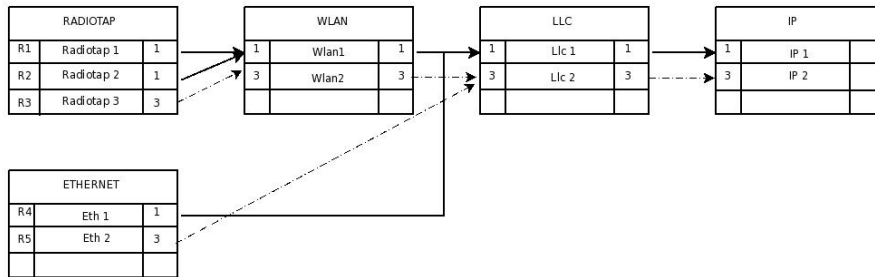 RADIOTAP
R1 Radiotap 1 1
R2 Radiotap 2 1
R3 Radiotap 3 3
WLAN
1 Wlan1 1
3 Wlan2 3
LLC
1 Llc 1 1
3 Llc 2 3
IP
1 IP 1
3 IP 2
ETHERNET
R4 Eth 1 1
R5 Eth 2 3